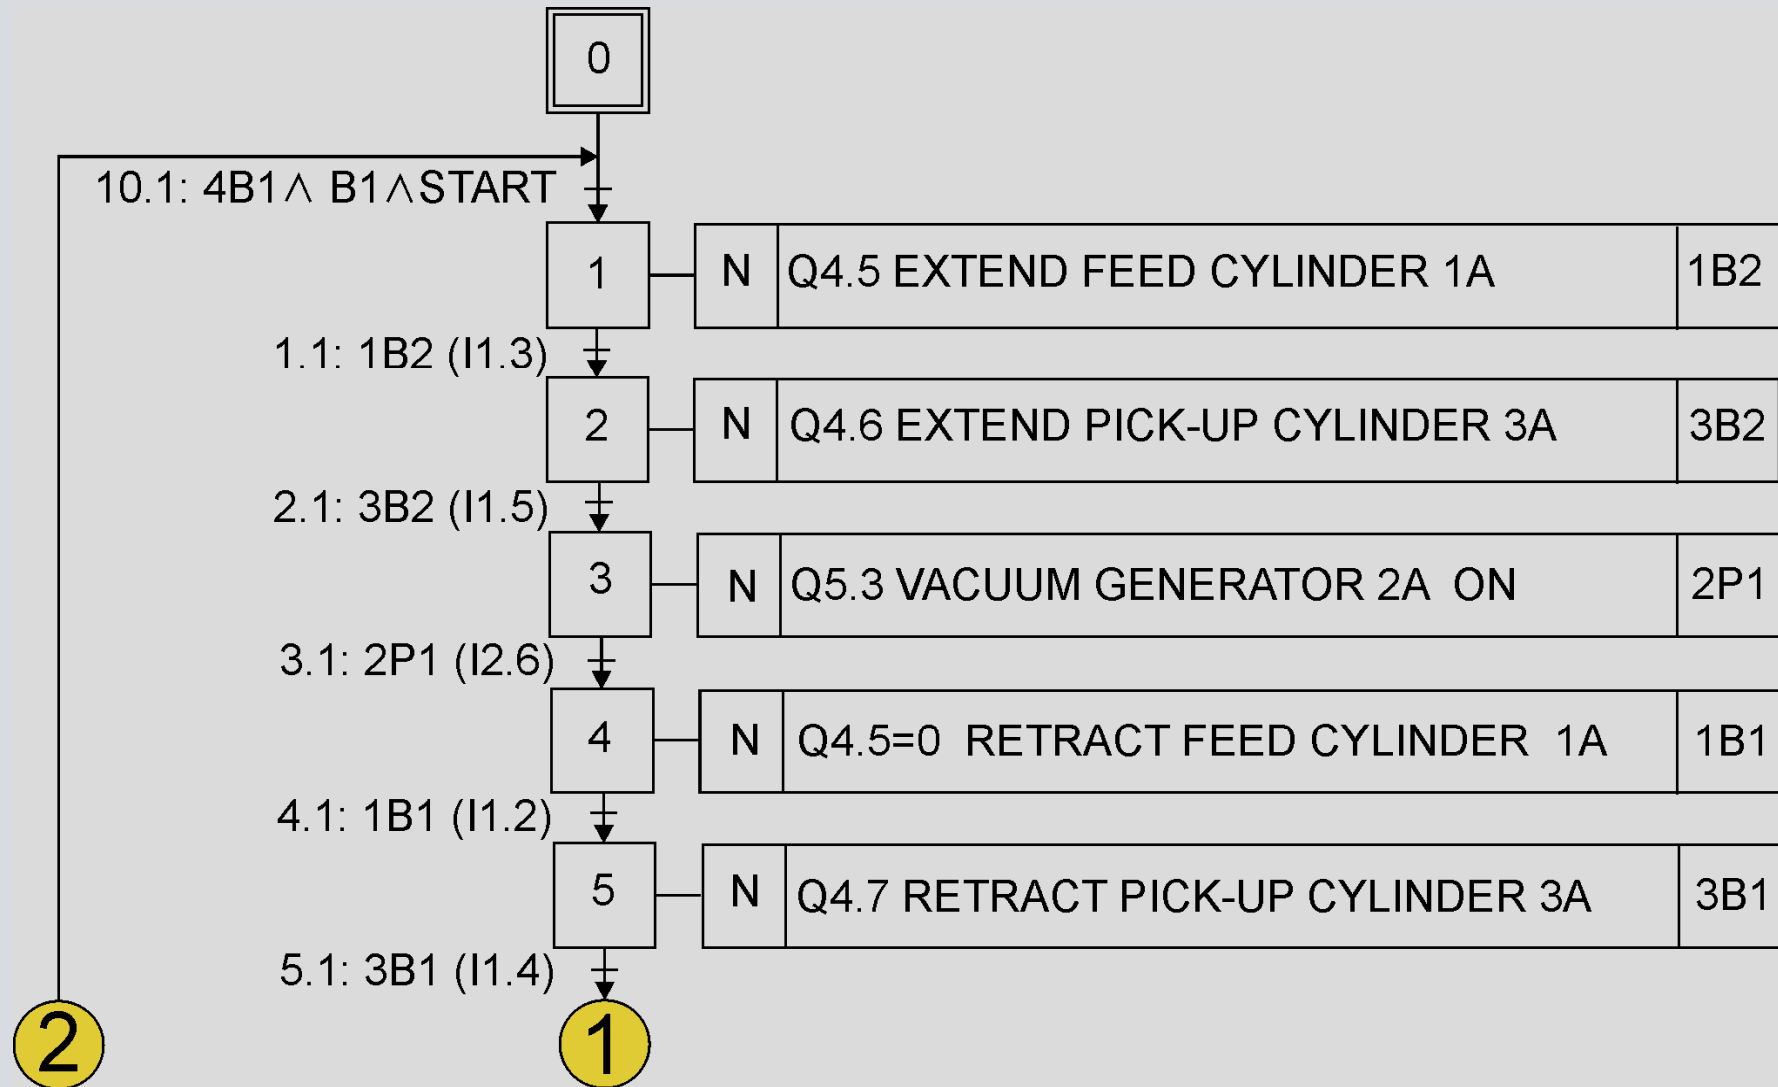 0
10.1: 4B1∧ B1∧START
1 N Q4.5 EXTEND FEED CYLINDER 1A 1B2
1.1: 1B2 (I1.3)
2 N Q4.6 EXTEND PICK-UP CYLINDER 3A 3B2
2.1: 3B2 (I1.5)
3 N Q5.3 VACUUM GENERATOR 2A ON 2P1
3.1: 2P1 (I2.6)
4 N Q4.5=0 RETRACT FEED CYLINDER 1A 1B1
4.1: 1B1 (I1.2)
5 N Q4.7 RETRACT PICK-UP CYLINDER 3A 3B1
5.1: 3B1 (I1.4)
2 1